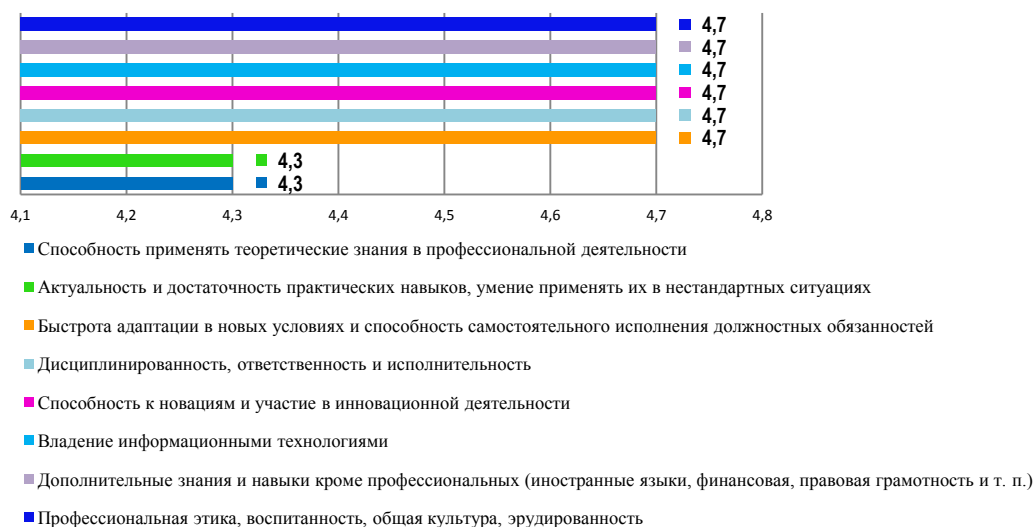 4,7
4,7
4,7
4,7
4,7
4,7
4,3
4,3
4,1 4,2 4,3 4,4 4,5 4,6 4,7 4,8
Способность применять теоретические знания в профессиональной деятельности
Актуальность и достаточность практических навыков, умение применять их в нестандартных ситуациях
Быстрота адаптации в новых условиях и способность самостоятельного исполнения должностных обязанностей
Дисциплинированность, ответственность и исполнительность
Способность к новациям и участие в инновационной деятельности
Владение информационными технологиями
Дополнительные знания и навыки кроме профессиональных (иностранные языки, финансовая, правовая грамотность и т. п.)
Профессиональная этика, воспитанность, общая культура, эрудированность